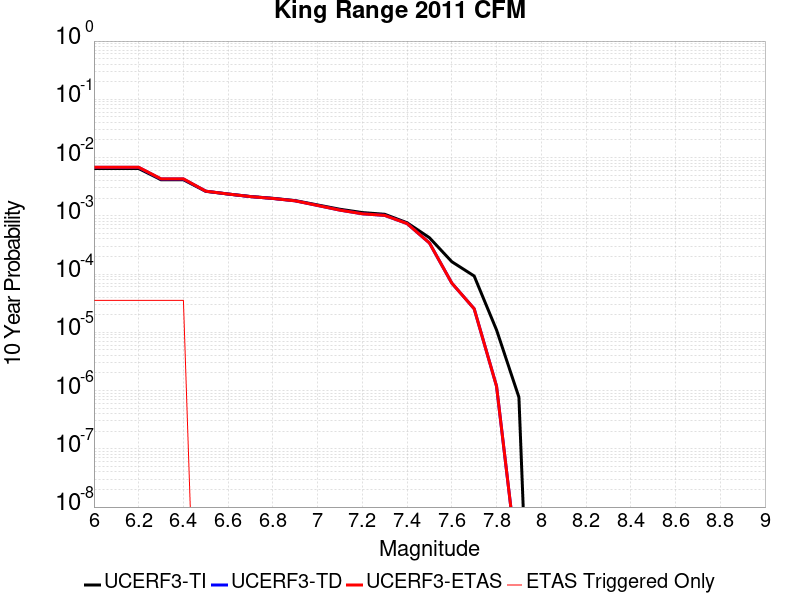 King Range 2011 CFM
10 Year Probability
10^0
10^-1
10^-2
10^-3
10^-4
10^-5
10^-6
10^-7
10^-8
6 6.2 6.4 6.6 6.8 7 7.2 7.4 7.6 7.8 8 8.2 8.4 8.6 8.8 9
Magnitude
UCERF3-TI UCERF3-TD UCERF3-ETAS ETAS Triggered Only